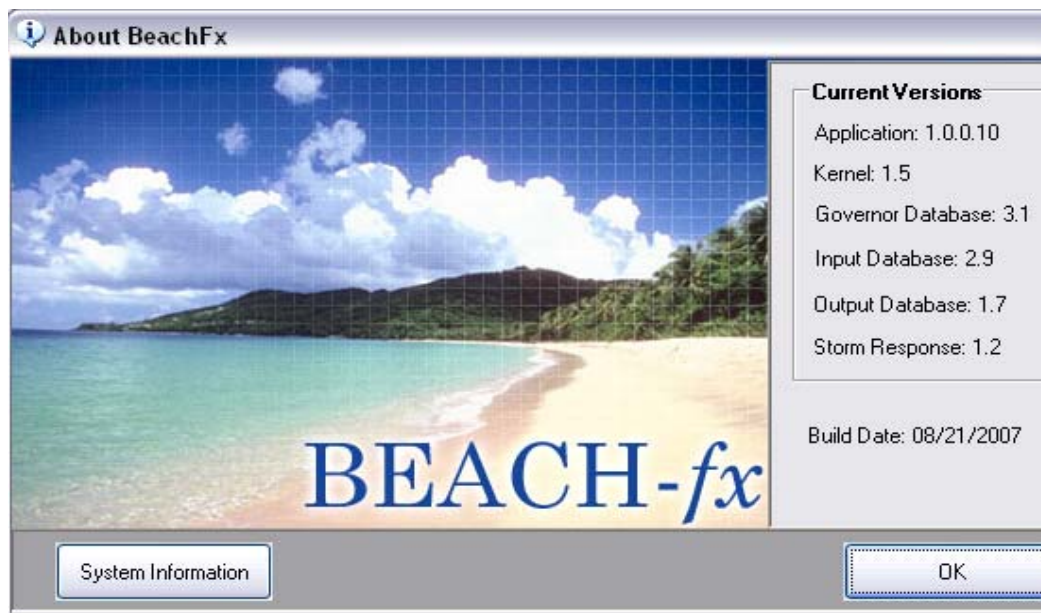 About BeachFx
Current Versions
Application: 1.0.0.10
Kernel: 1.5
Governor Database: 3.1
Input Database: 2.9
Output Database: 1.7
Storm Response: 1.2
Build Date: 08/21/2007
BEACH-fx
System Information
OK